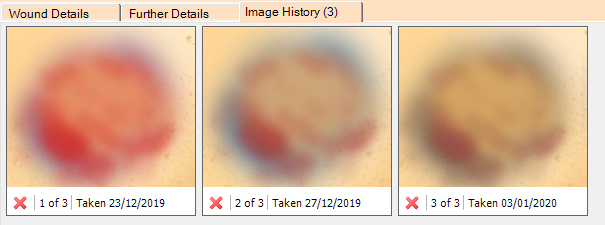 Wound Details Further Details Image History (3)
1 of 3 Taken 23/12/2019 2 of 3 Taken 27/12/2019 3 of 3 Taken 03/01/2020